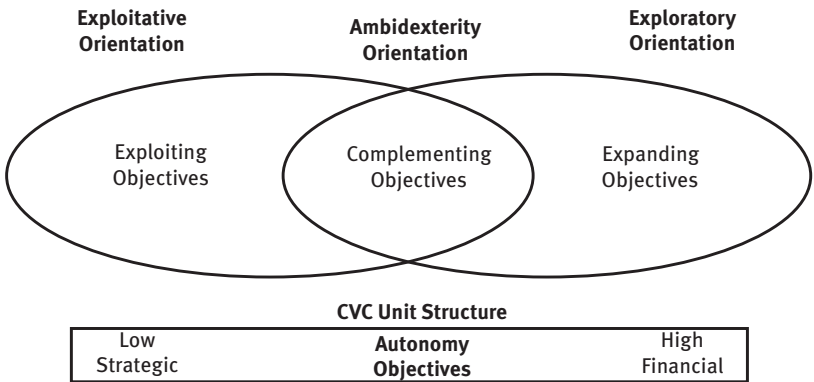 Exploitative
Orientation
Ambidexterity
Orientation
Exploratory
Orientation
Exploiting
Objectives
Complementing
Objectives
Expanding
Objectives
CVC Unit Structure
Low
Strategic
Autonomy
Objectives
High
Financial